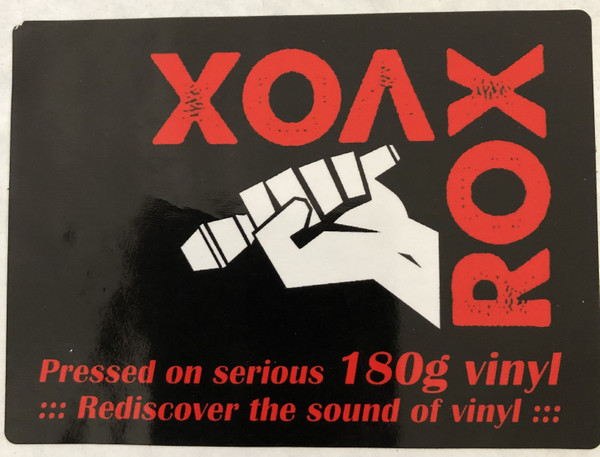 VOX
ROX
Pressed on serious 180g vinyl
::: Rediscover the sound of vinyl :::